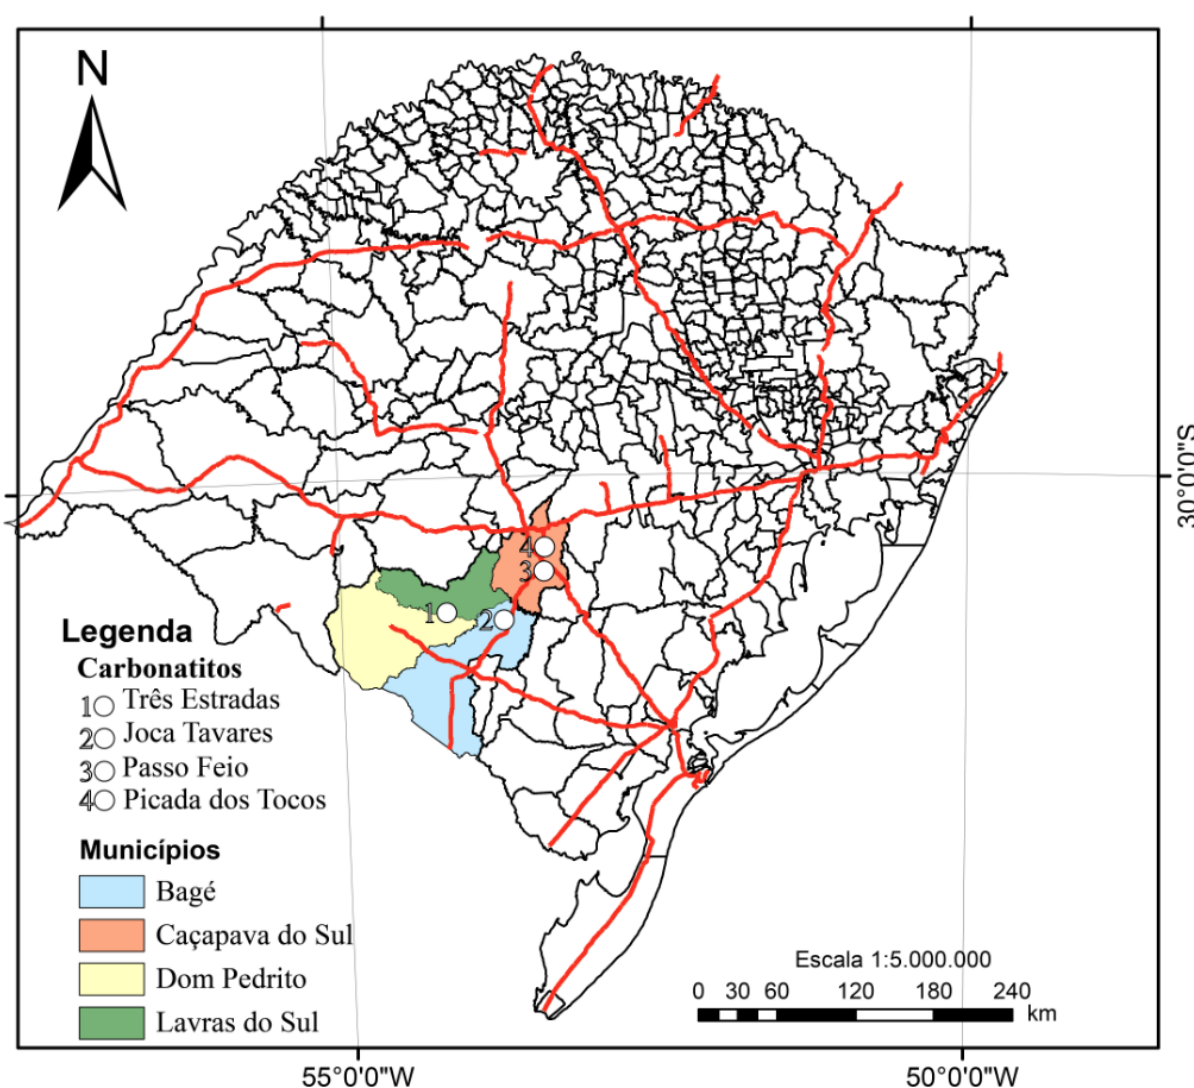 N
30°0'0"S
4
3
1
2
Legenda
Carbonatitos
1 Três Estradas
2 Joca Tavares
3 Passo Feio
4 Picada dos Tocos
Municípios
Bagé
Caçapava do Sul
Dom Pedrito
Lavras do Sul
Escala 1:5.000.000
0 30 60 120 180 240
km
55°0'0"W
50°0'0"W